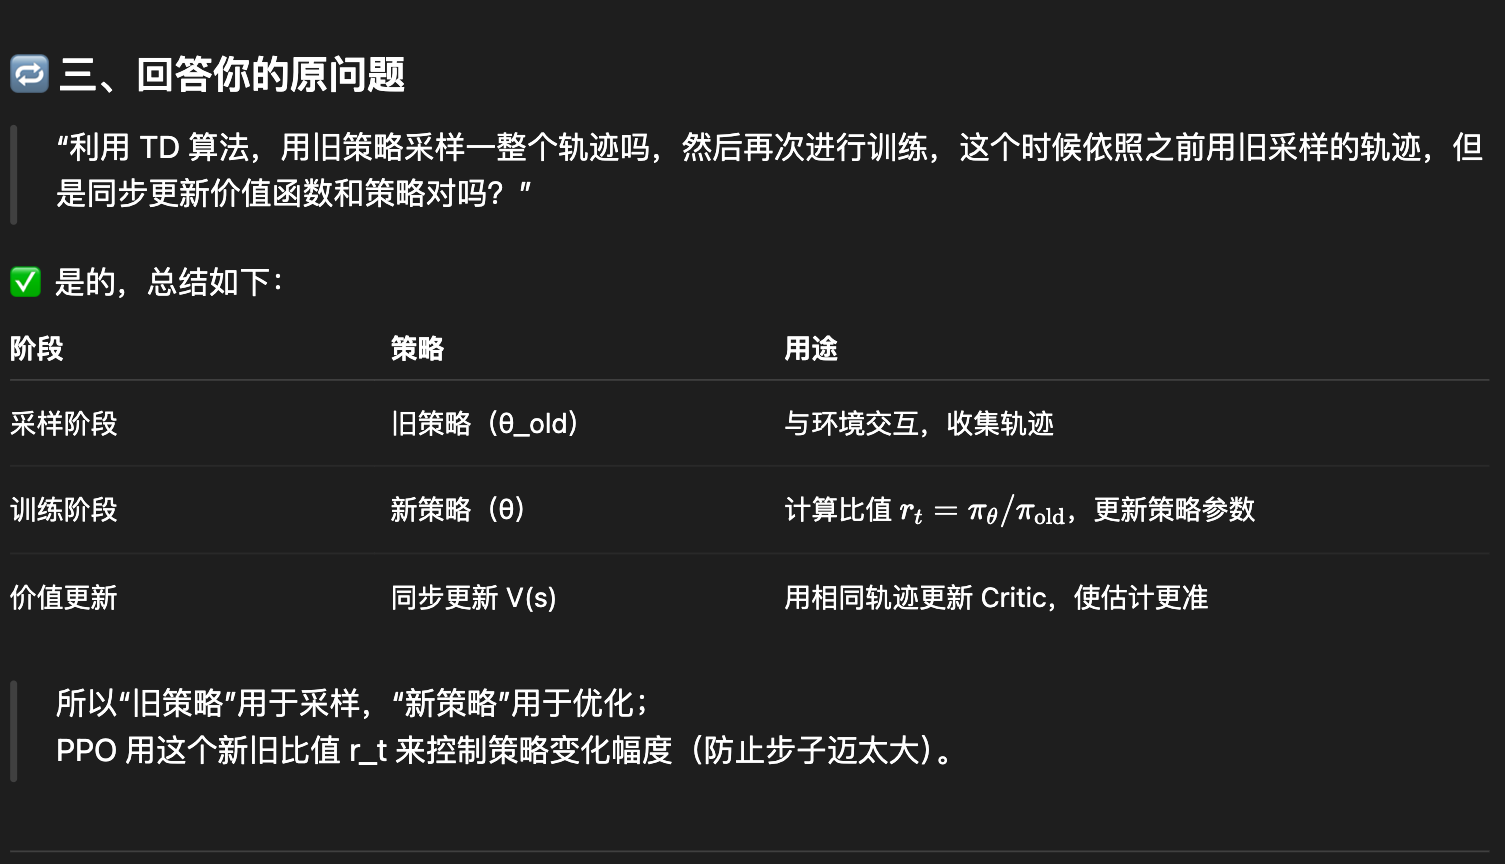 🔁 三、回答你的原问题
“利用 TD 算法，用旧策略采样一整个轨迹吗，然后再次进行训练，这个时候依照之前用旧采样的轨迹，但
是同步更新价值函数和策略对吗？”
✅ 是的，总结如下：
阶段 策略 用途
采样阶段 旧策略（θ_old） 与环境交互，收集轨迹
训练阶段 新策略（θ） 计算比值 r_t = π_θ/π_old，更新策略参数
价值更新 同步更新 V(s) 用相同轨迹更新 Critic，使估计更准
所以“旧策略”用于采样，“新策略”用于优化；
PPO 用这个新旧比值 r_t 来控制策略变化幅度（防止步子迈太大）。